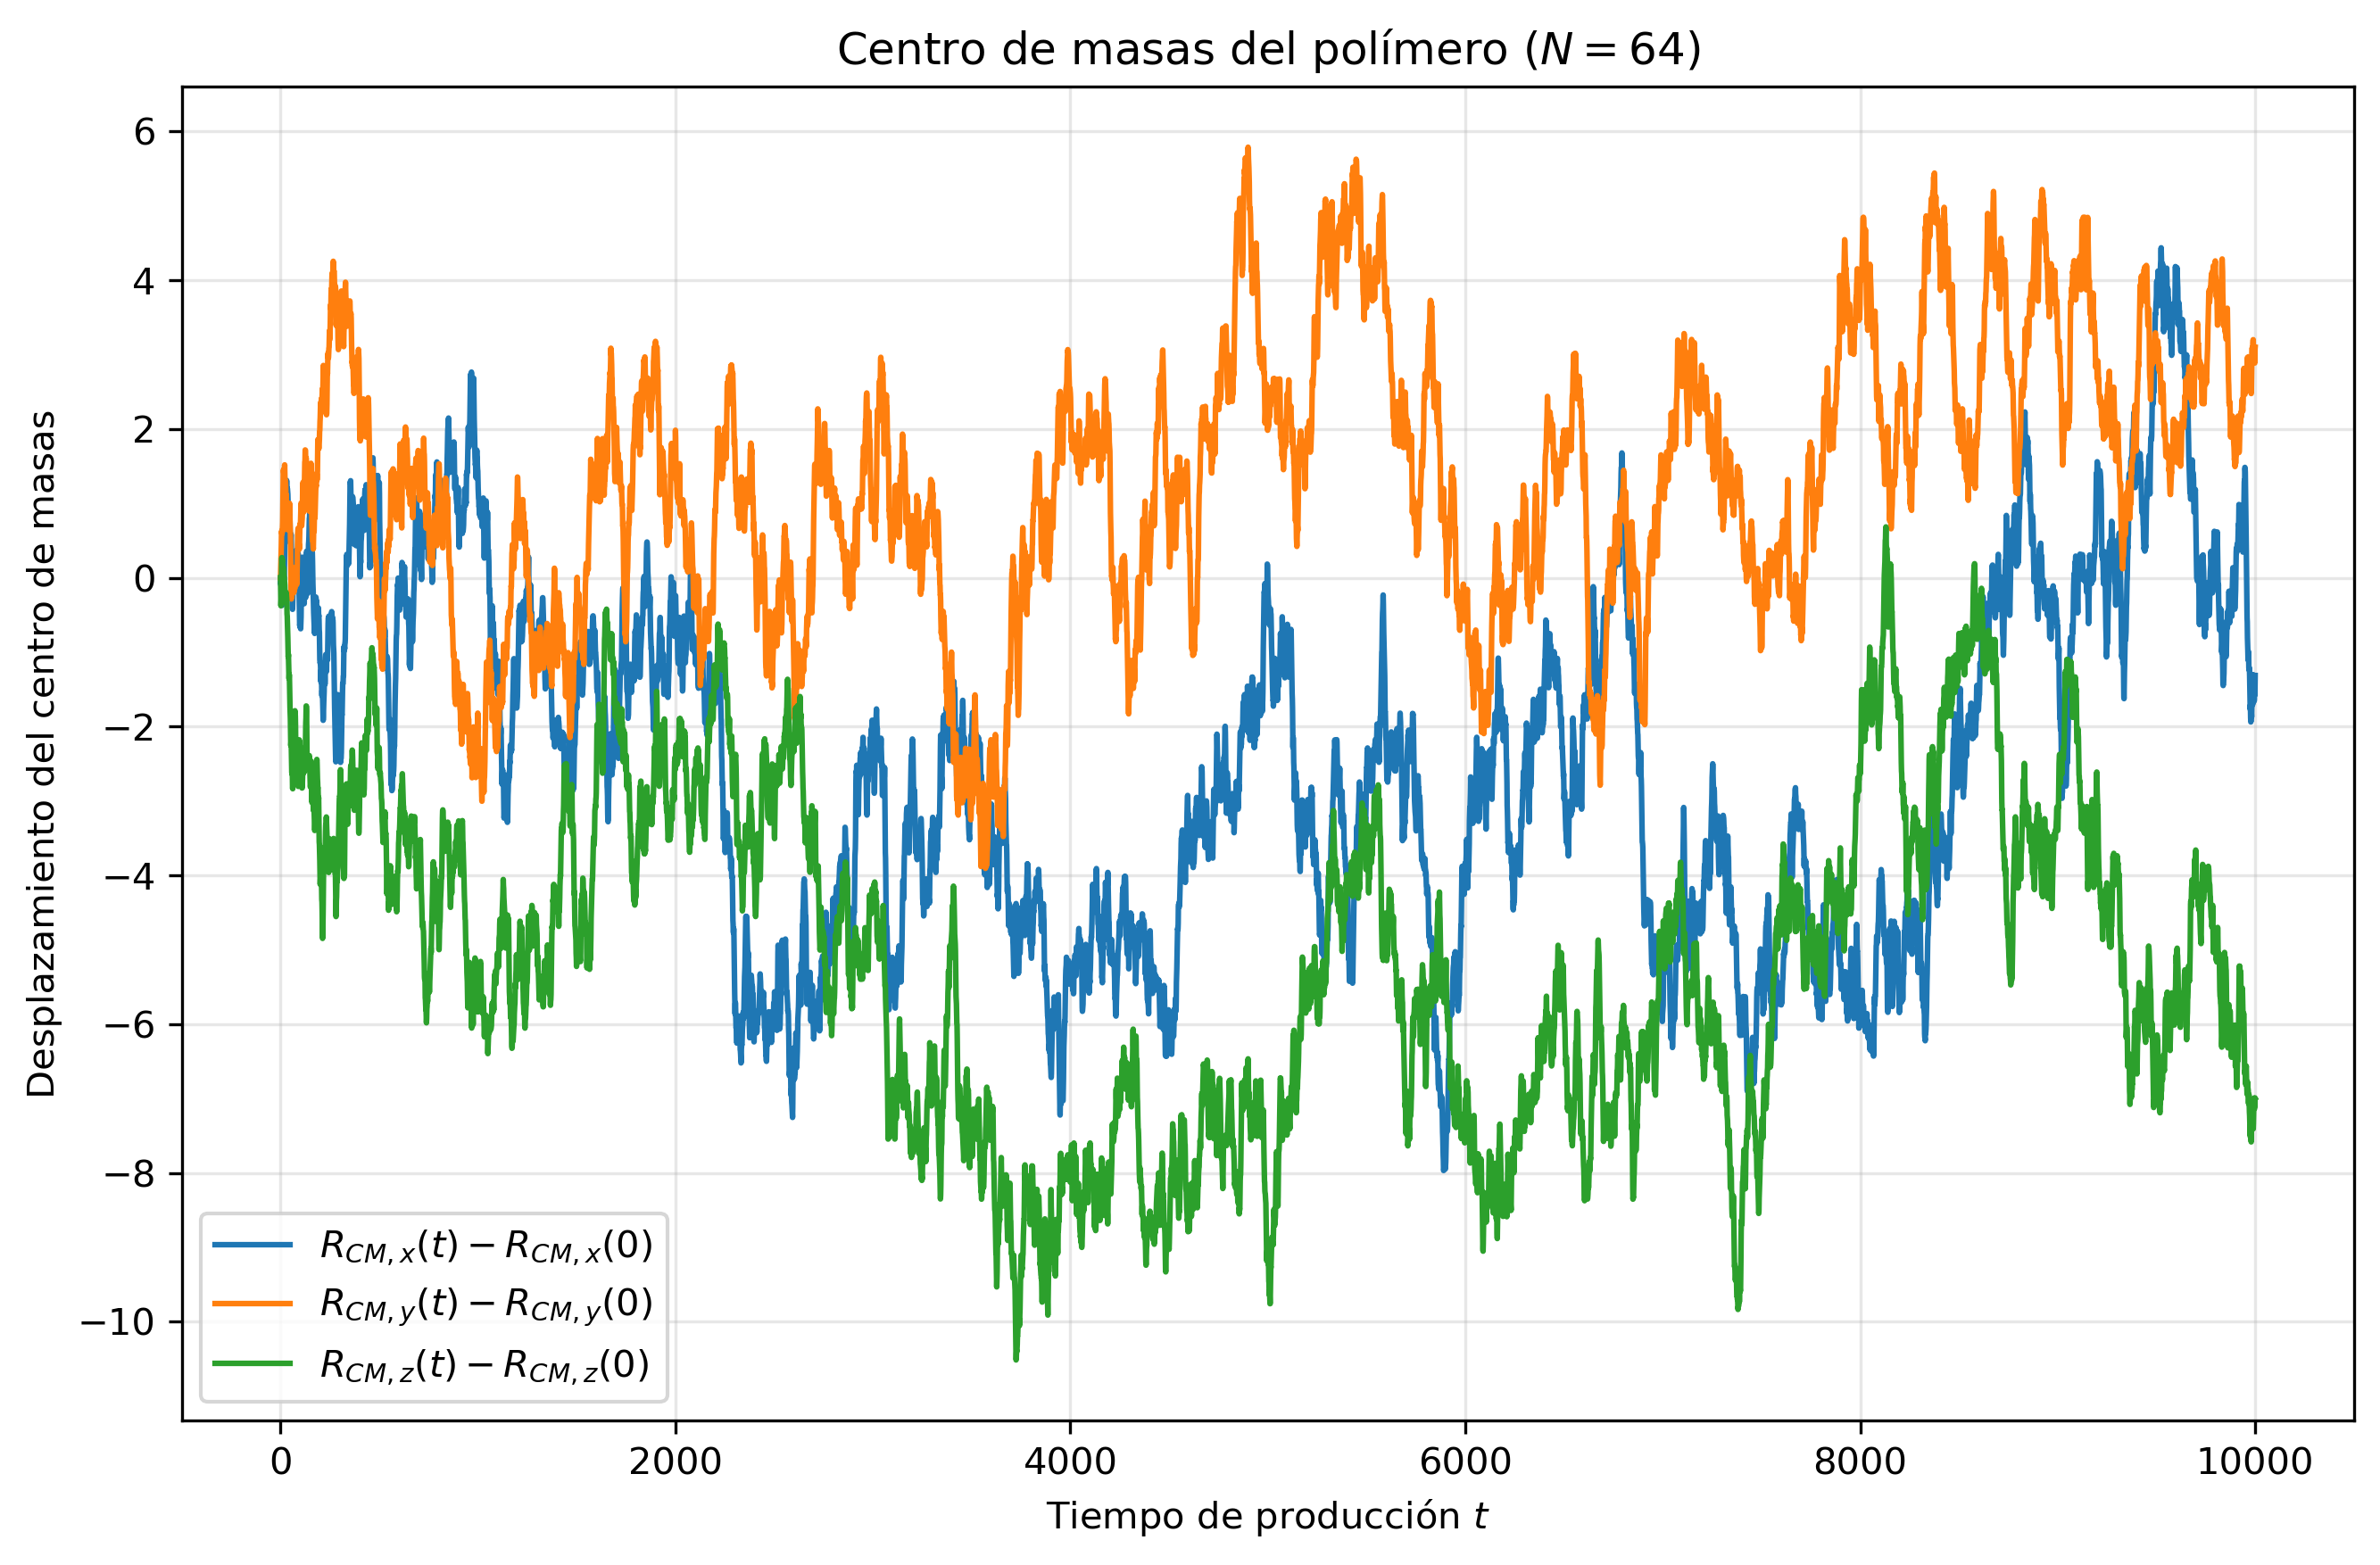 Centro de masas del polímero (N = 64)
Desplazamiento del centro de masas
6
4
2
0
−2
−4
−6
−8
−10
R_{CM,x}(t) − R_{CM,x}(0)
R_{CM,y}(t) − R_{CM,y}(0)
R_{CM,z}(t) − R_{CM,z}(0)
0 2000 4000 6000 8000 10000
Tiempo de producción t